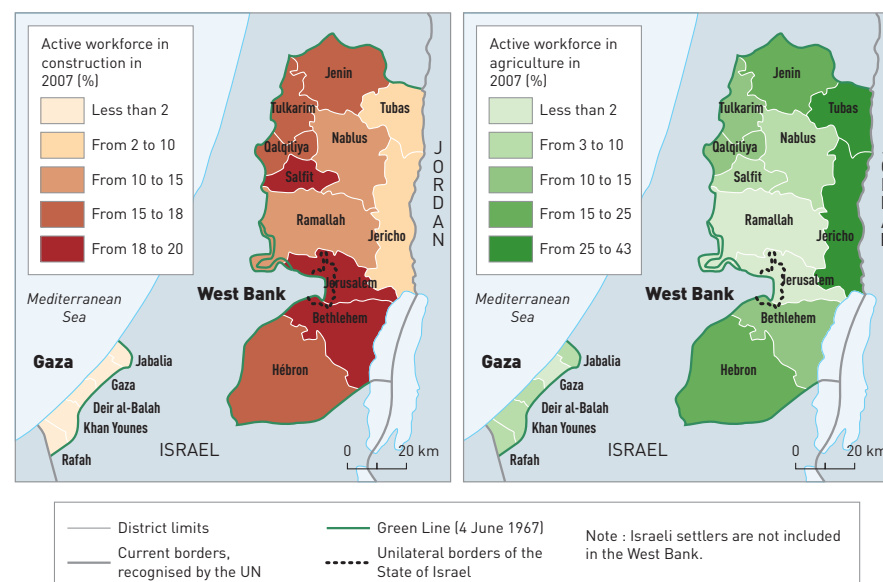 Active workforce in
construction in
2007 (%)
Less than 2
From 2 to 10
From 10 to 15
From 15 to 18
From 18 to 20
Jenin
Tulkarim
Tubas
Nablus
Qalqiliya
Salfit
Ramallah
Jericho
Jerusalem
West Bank
Bethlehem
Hébron
JORDAN
Mediterranean
Sea
Gaza
Jabalia
Gaza
Deir al-Balah
Khan Younes
Rafah
ISRAEL
0 20 km
Active workforce in
agriculture in
2007 (%)
Less than 2
From 3 to 10
From 10 to 15
From 15 to 25
From 25 to 43
Jenin
Tulkarim
Tubas
Nablus
Qalqiliya
Salfit
Ramallah
Jericho
Jerusalem
West Bank
Bethlehem
Hebron
Mediterranean
Sea
Gaza
Jabalia
Gaza
Deir al-Balah
Khan Younes
Rafah
ISRAEL
0 20 km
District limits
Current borders,
recognised by the UN
Green Line (4 June 1967)
Unilateral borders of the
State of Israel
Note : Israeli settlers are not included
in the West Bank.